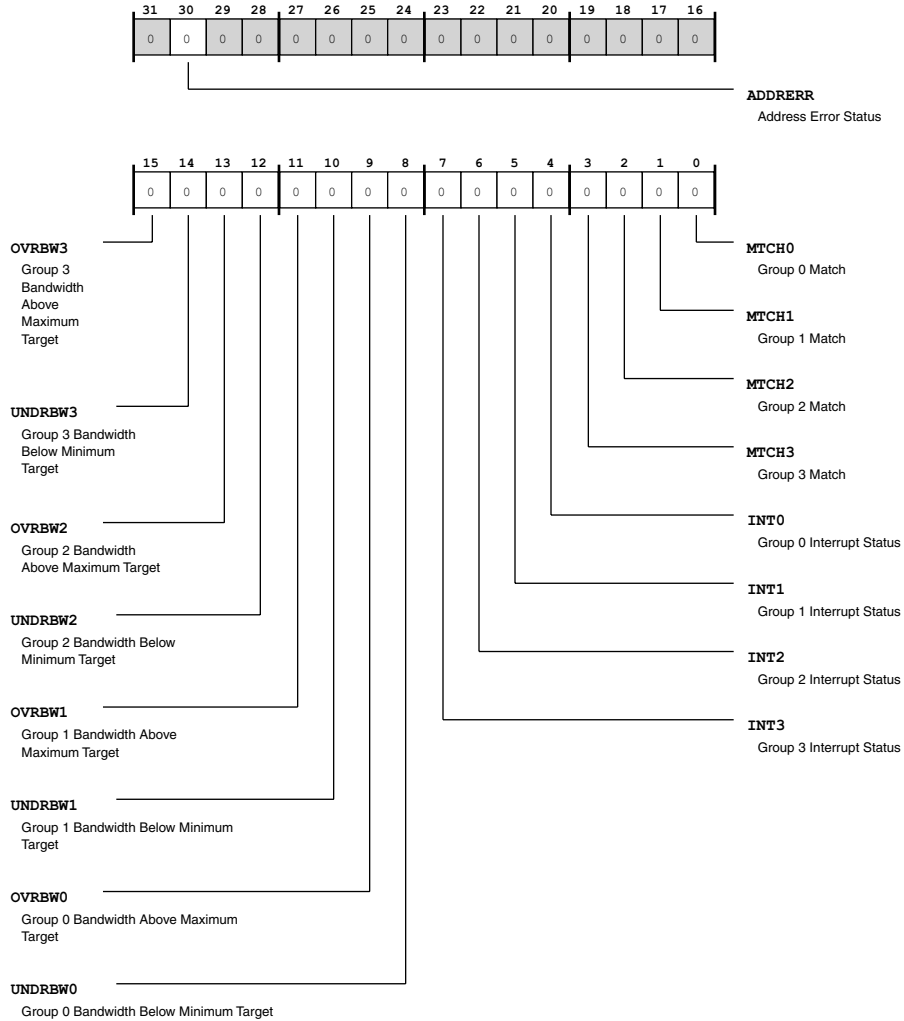 31 30 29 28 27 26 25 24 23 22 21 20 19 18 17 16
0 0 0 0 0 0 0 0 0 0 0 0 0 0 0 0
ADDRERR
Address Error Status
15 14 13 12 11 10 9 8 7 6 5 4 3 2 1 0
0 0 0 0 0 0 0 0 0 0 0 0 0 0 0 0
OVRBW3
Group 3
Bandwidth
Above
Maximum
Target
UNDRBW3
Group 3 Bandwidth
Below Minimum
Target
OVRBW2
Group 2 Bandwidth
Above Maximum Target
UNDRBW2
Group 2 Bandwidth Below
Minimum Target
OVRBW1
Group 1 Bandwidth Above
Maximum Target
UNDRBW1
Group 1 Bandwidth Below Minimum
Target
OVRBW0
Group 0 Bandwidth Above Maximum
Target
UNDRBW0
Group 0 Bandwidth Below Minimum Target
MTCH0
Group 0 Match
MTCH1
Group 1 Match
MTCH2
Group 2 Match
MTCH3
Group 3 Match
INT0
Group 0 Interrupt Status
INT1
Group 1 Interrupt Status
INT2
Group 2 Interrupt Status
INT3
Group 3 Interrupt Status